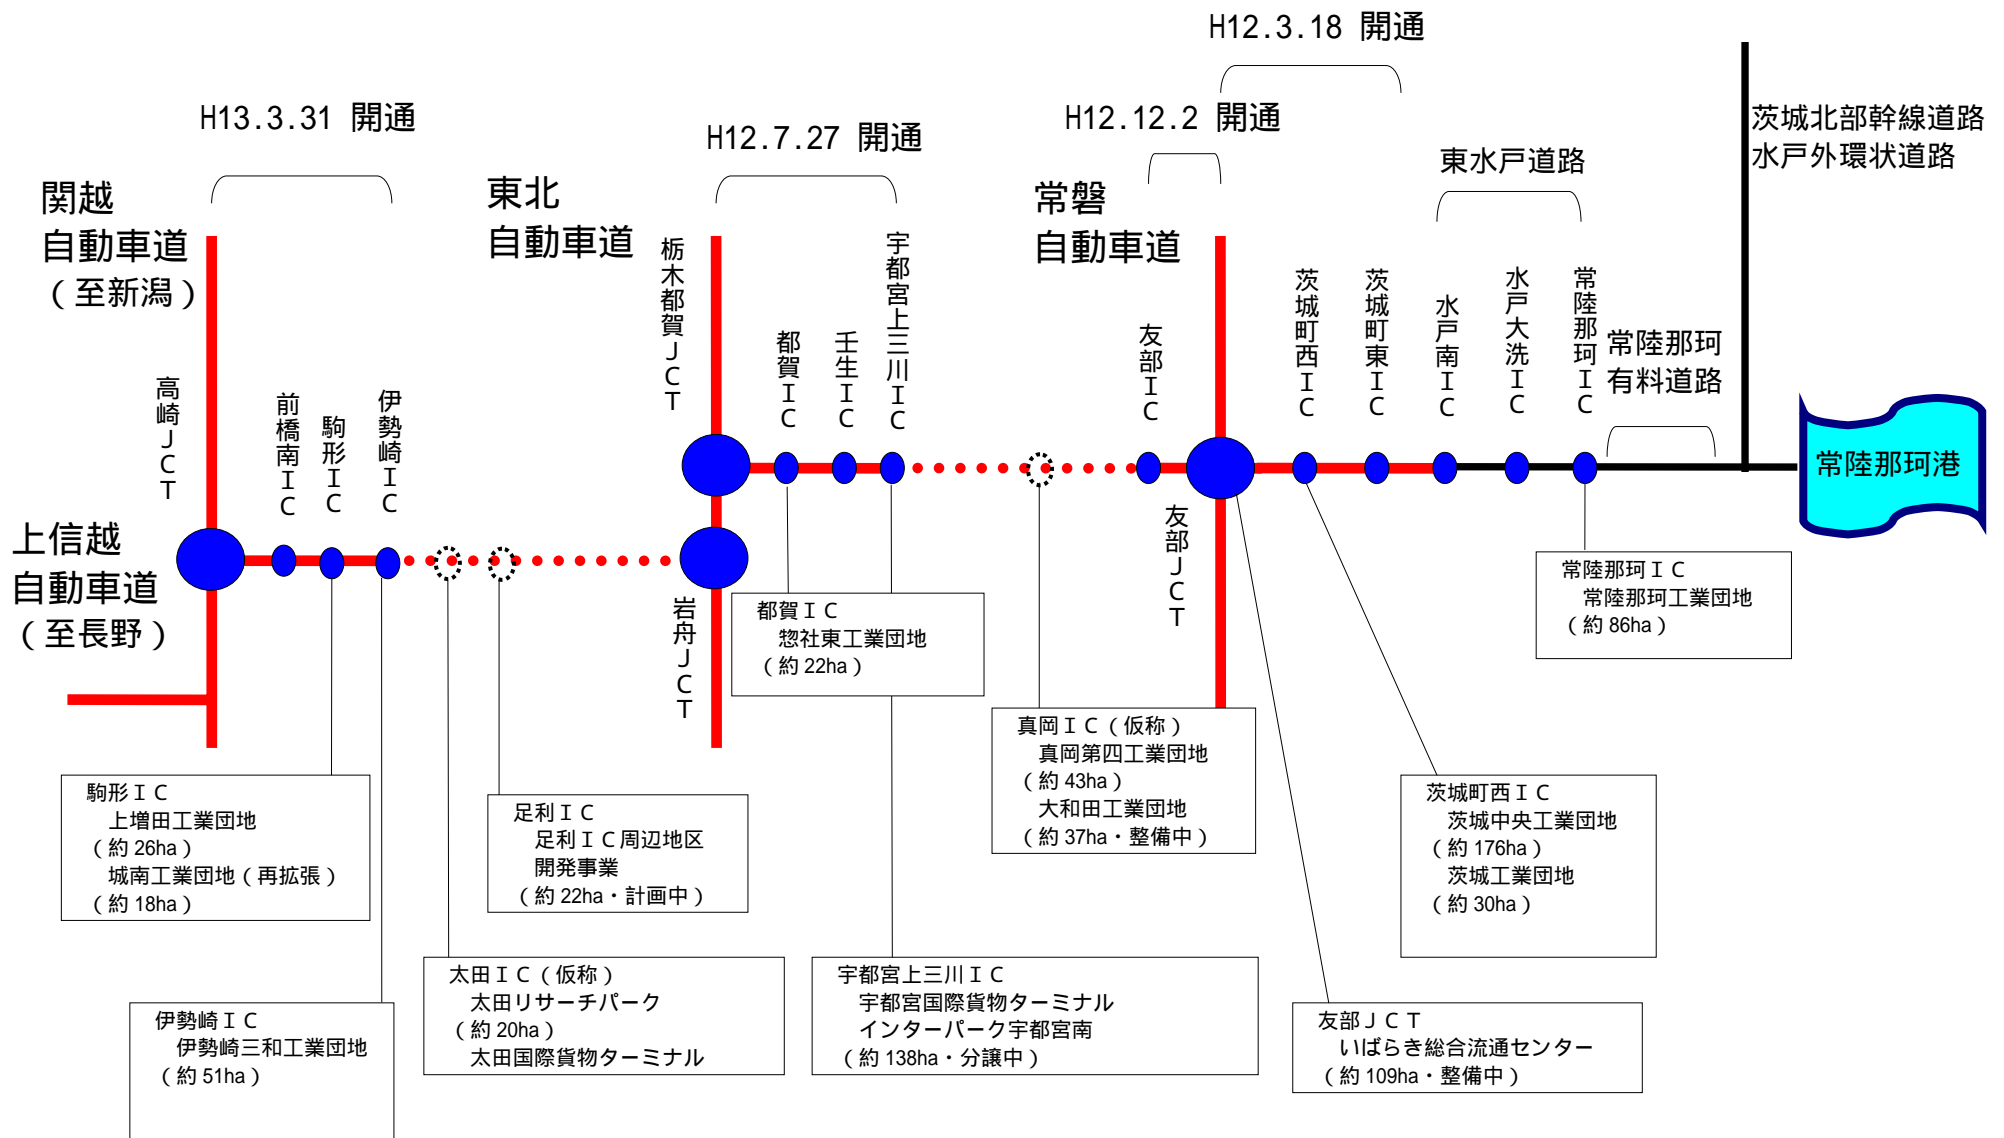 H12.3.18 開通
H13.3.31 開通
H12.7.27 開通
H12.12.2 開通
茨城北部幹線道路
水戸外環状道路
東水戸道路
関越
自動車道
（至新潟）
東北
自動車道
常磐
自動車道
高崎ＪＣＴ
前橋南ＩＣ
駒形ＩＣ
伊勢崎ＩＣ
栃木都賀ＪＣＴ
都賀ＩＣ
壬生ＩＣ
宇都宮上三川ＩＣ
友部ＩＣ
茨城町西ＩＣ
茨城町東ＩＣ
水戸南ＩＣ
水戸大洗ＩＣ
常陸那珂ＩＣ
常陸那珂
有料道路
常陸那珂港
上信越
自動車道
（至長野）
岩舟ＪＣＴ
友部ＪＣＴ
常陸那珂ＩＣ
常陸那珂工業団地
（約86ha）
都賀ＩＣ
惣社東工業団地
（約22ha）
真岡ＩＣ（仮称）
真岡第四工業団地
（約43ha）
大和田工業団地
（約37ha・整備中）
駒形ＩＣ
上増田工業団地
（約26ha）
城南工業団地（再拡張）
（約18ha）
足利ＩＣ
足利ＩＣ周辺地区
開発事業
（約22ha・計画中）
茨城町西ＩＣ
茨城中央工業団地
（約176ha）
茨城工業団地
（約30ha）
太田ＩＣ（仮称）
太田リサーチパーク
（約20ha）
太田国際貨物ターミナル
宇都宮上三川ＩＣ
宇都宮国際貨物ターミナル
インターパーク宇都宮南
（約138ha・分譲中）
伊勢崎ＩＣ
伊勢崎三和工業団地
（約51ha）
友部ＪＣＴ
いばらき総合流通センター
（約109ha・整備中）